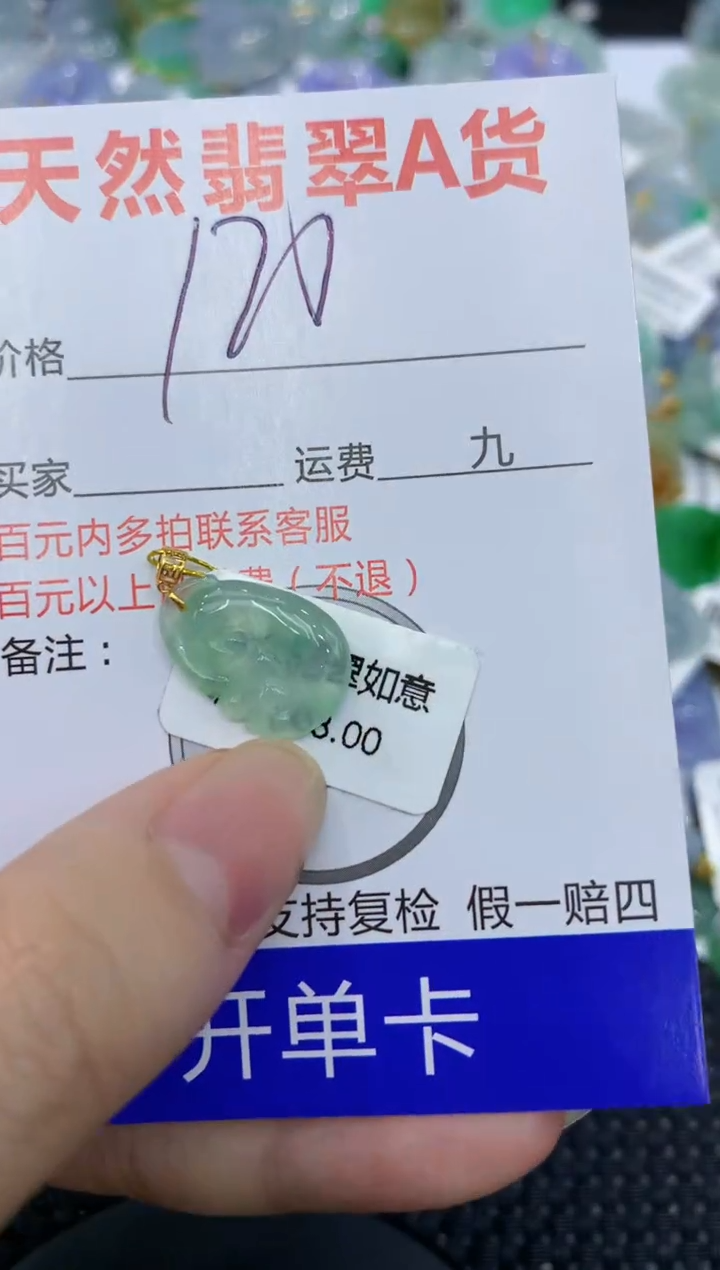 天然翡翠A货
价格 120
买家 运费 九
百元内多拍联系客服
百元以上 费（不退）
备注：
翠如意
8.00
支持复检 假一赔四
开单卡